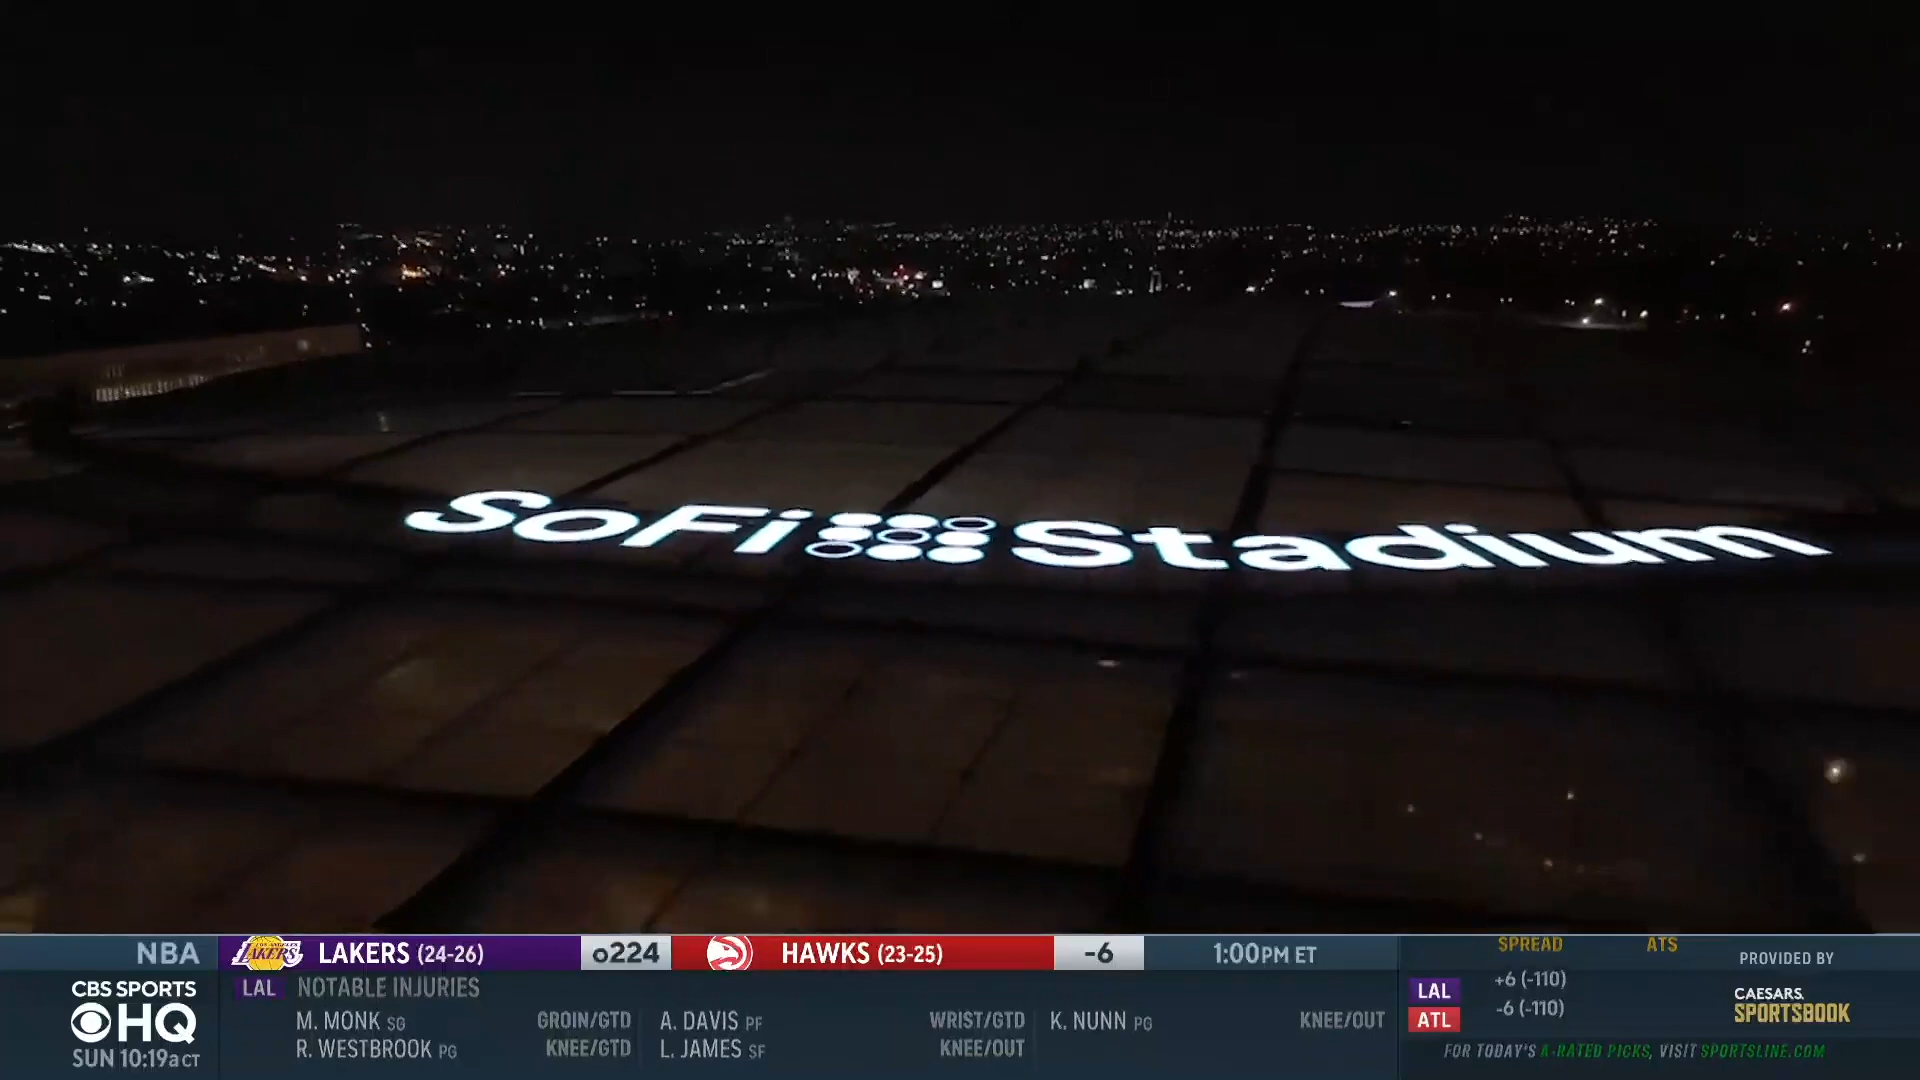 SoFi Stadium
NBA
LAKERS (24-26)
o224
HAWKS (23-25)
-6
1:00PM ET
SPREAD
ATS
PROVIDED BY
CBS SPORTS
HQ
SUN 10:19a CT
LAL NOTABLE INJURIES
M. MONK SG GROIN/GTD
A. DAVIS PF WRIST/GTD
K. NUNN PG KNEE/OUT
R. WESTBROOK PG KNEE/GTD
L. JAMES SF KNEE/OUT
LAL +6 (-110)
ATL -6 (-110)
CAESARS
SPORTSBOOK
FOR TODAY'S A-RATED PICKS, VISIT SPORTSLINE.COM